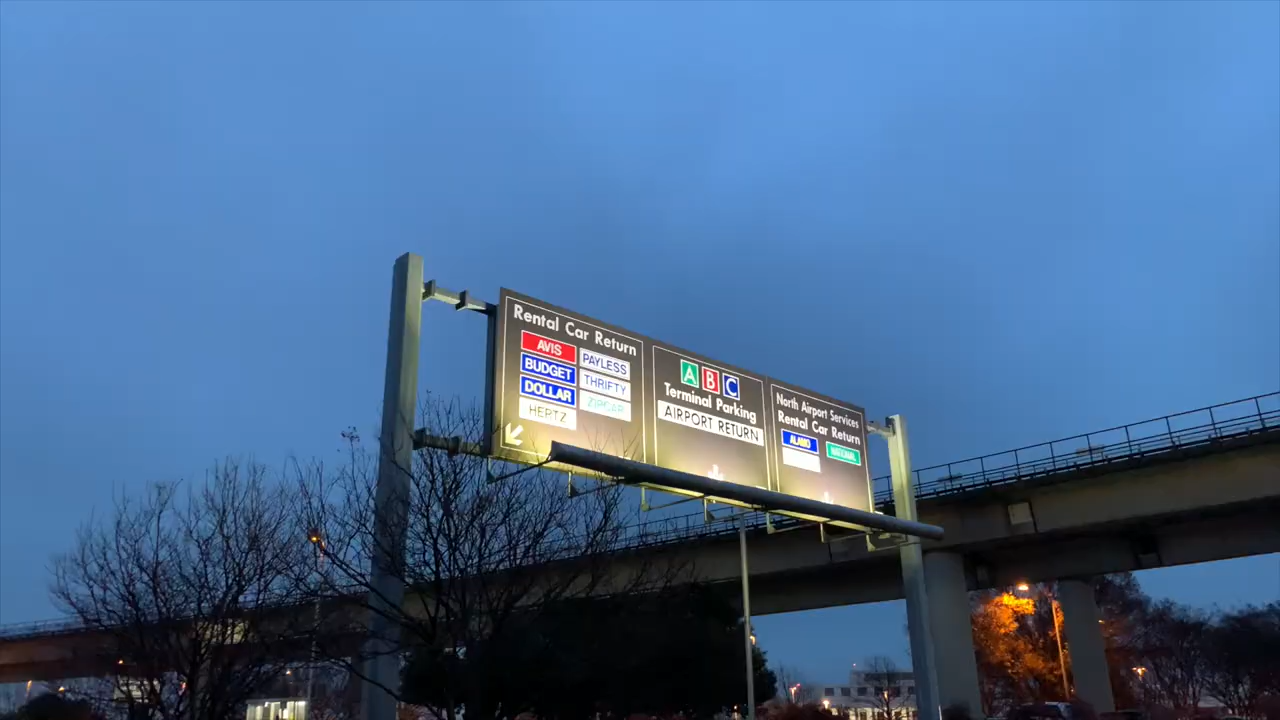 Rental Car Return
AVIS
BUDGET
DOLLAR
HERTZ
PAYLESS
THRIFTY
ZIPCAR
A B C
Terminal Parking
AIRPORT RETURN
North Airport Services
Rental Car Return
ALAMO
NATIONAL